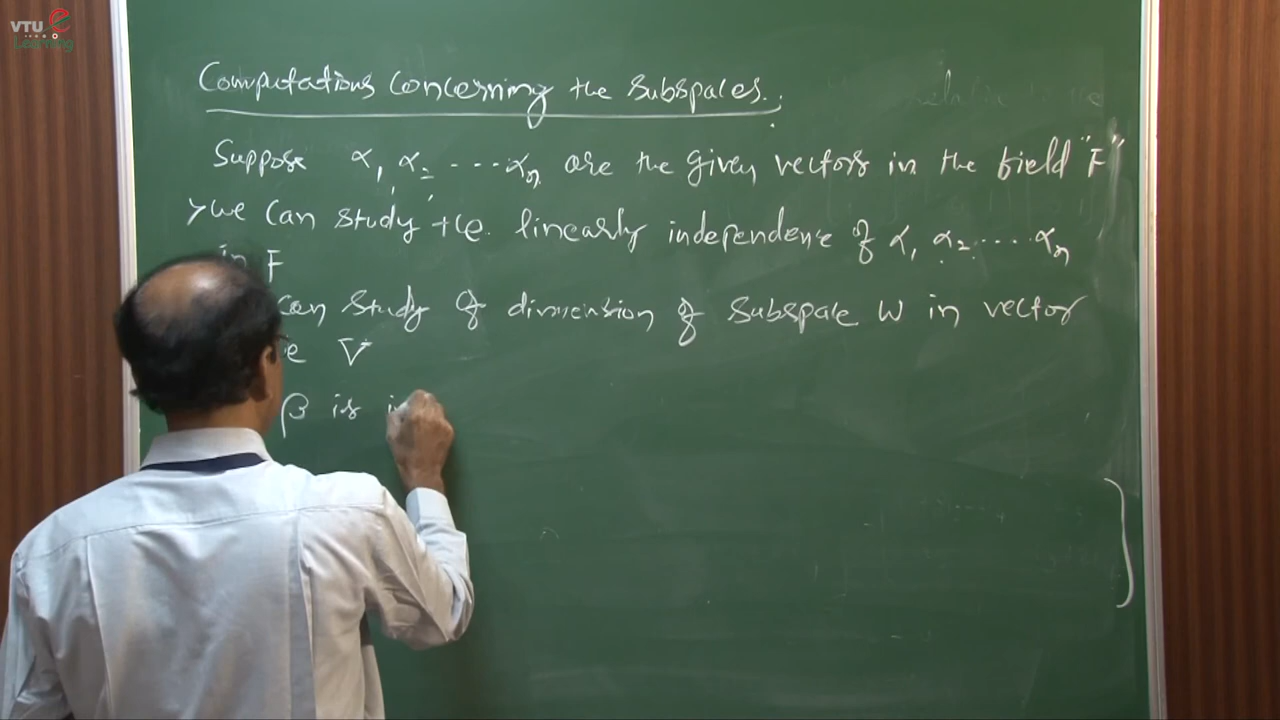 VTU e
Learning
Computations Concerning the Subspaces.
Suppose α1, α2, ---- αn are the given vectors in the field "F"
>we can study the linearly independence of α1, α2 ..... αn
in F
can study of dimension of subspace W in vector
e V
β is i